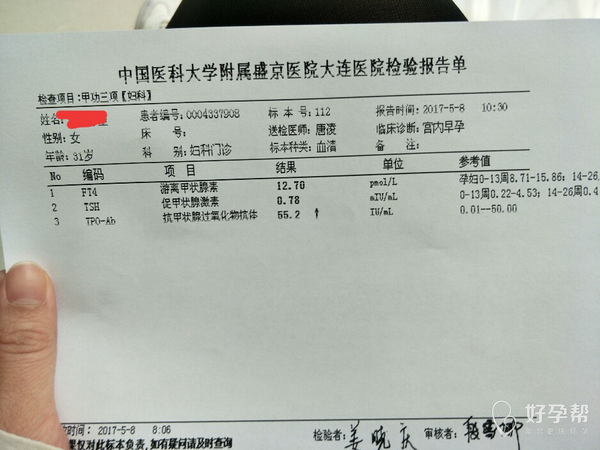 中国医科大学附属盛京医院大连医院检验报告单
检查项目:甲功三项【妇科】
姓名: 患者编号:0004337908 标 本 号:112 报告时间:2017-5-8 10:30
性别:女 床 号: 送检医师:唐 临床诊断:宫内早孕
年龄:31岁 科 别:妇科门诊 标本种类:血清 备 注:
No 编码 项 目 结果 单位 参考值
1 FT4 游离甲状腺素 12.70 pmol/L 孕妇0-13周8.71-15.86; 14-26
2 TSH 促甲状腺激素 0.78 mIU/mL 0-13周0.22-4.53; 14-26周0.4
3 TPO-Ab 抗甲状腺过氧化物抗体 55.2 ↑ IU/mL 0.01--50.00
时间:2017-5-8 8:06 检验者:姜晓庆 审核者:
果仅对此标本负责,如有疑问请及时查询
好孕帮